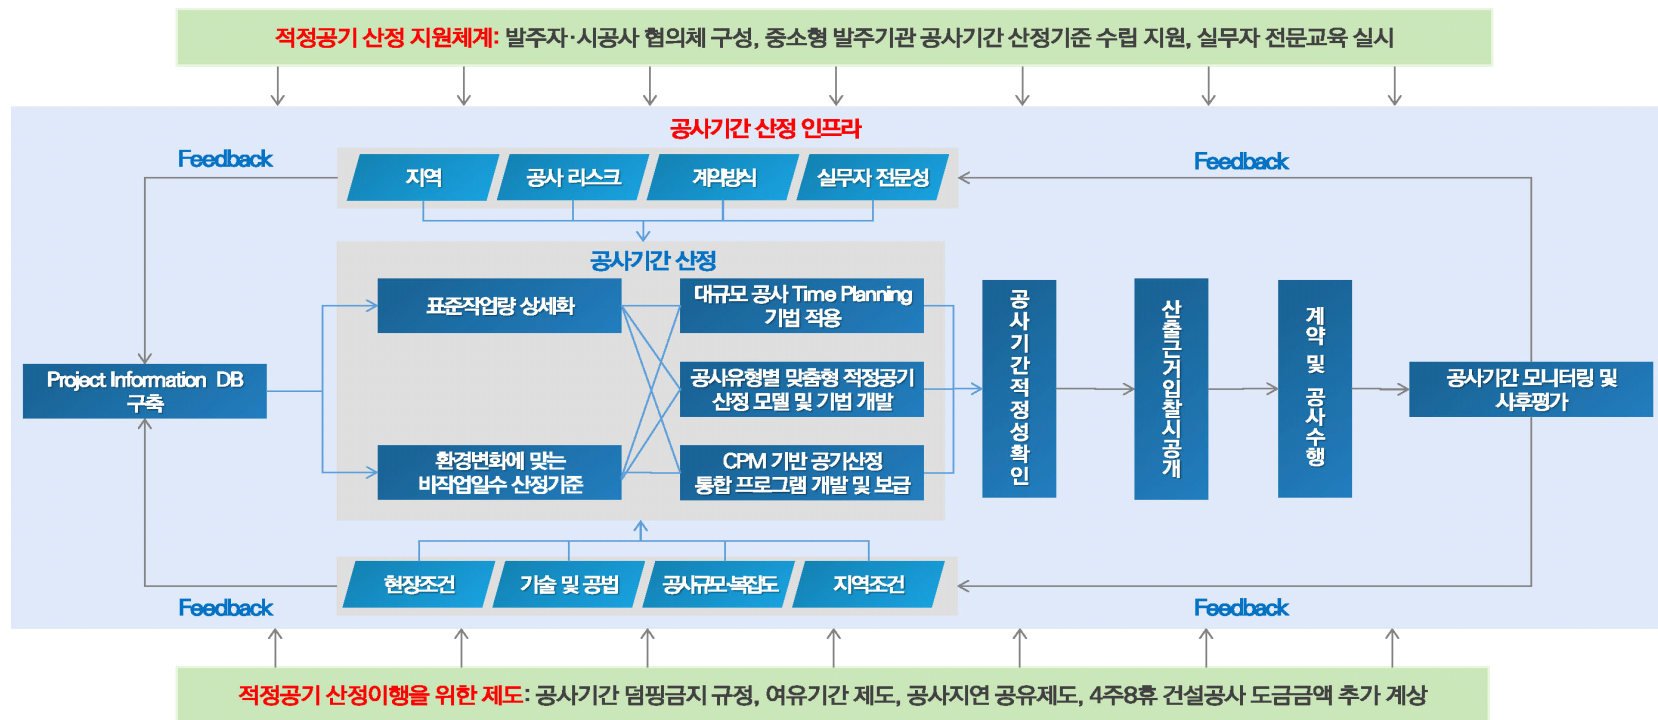 적정공기 산정 지원체계: 발주자·시공사 협의체 구성, 중소형 발주기관 공사기간 산정기준 수립 지원, 실무자 전문교육 실시
공사기간 산정 인프라
Feedback
Feedback
지역
공사 리스크
계약방식
실무자 전문성
공사기간 산정
표준작업량 상세화
대규모 공사 Time Planning
기법 적용
Project Information DB
구축
공사유형별 맞춤형 적정공기
산정 모델 및 기법 개발
환경변화에 맞는
비작업일수 산정기준
CPM 기반 공기산정
통합 프로그램 개발 및 보급
공사기간적정성확인
산출근거입찰시공개
계약 및 공사수행
공사기간 모니터링 및
사후평가
현장조건
기술 및 공법
공사규모·복잡도
지역조건
Feedback
Feedback
적정공기 산정이행을 위한 제도: 공사기간 덤핑금지 규정, 여유기간 제도, 공사지연 공유제도, 4주8휴 건설공사 도급금액 추가 계상